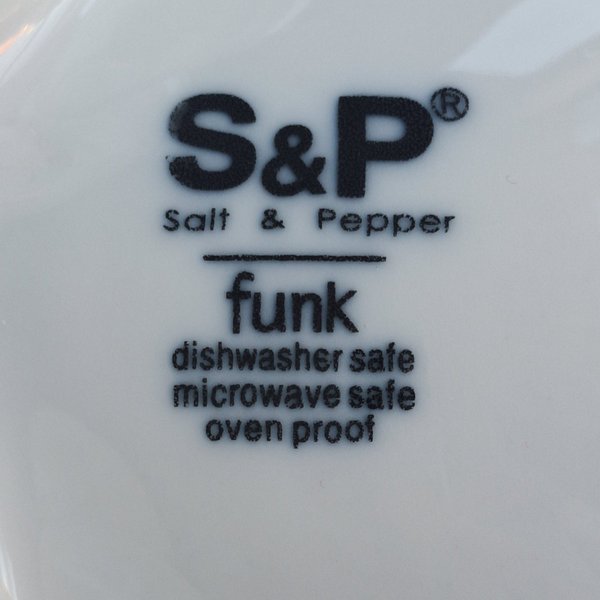 S&P®
Salt & Pepper
funk
dishwasher safe
microwave safe
oven proof